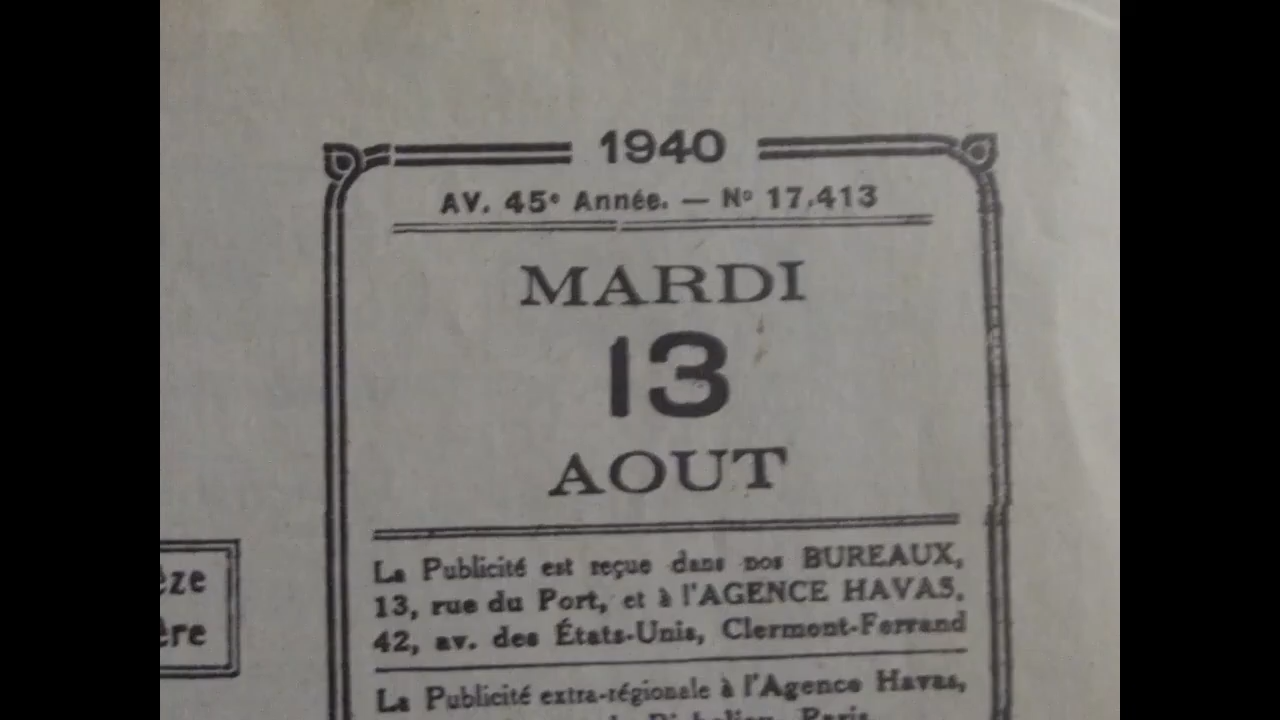 1940
AV. 45e Année. — No 17.413
MARDI
13
AOUT
La Publicité est reçue dans nos BUREAUX,
13, rue du Port, et à l'AGENCE HAVAS,
42, av. des États-Unis, Clermont-Ferrand
La Publicité extra-régionale à l'Agence Havas,
Paris
èze
ère